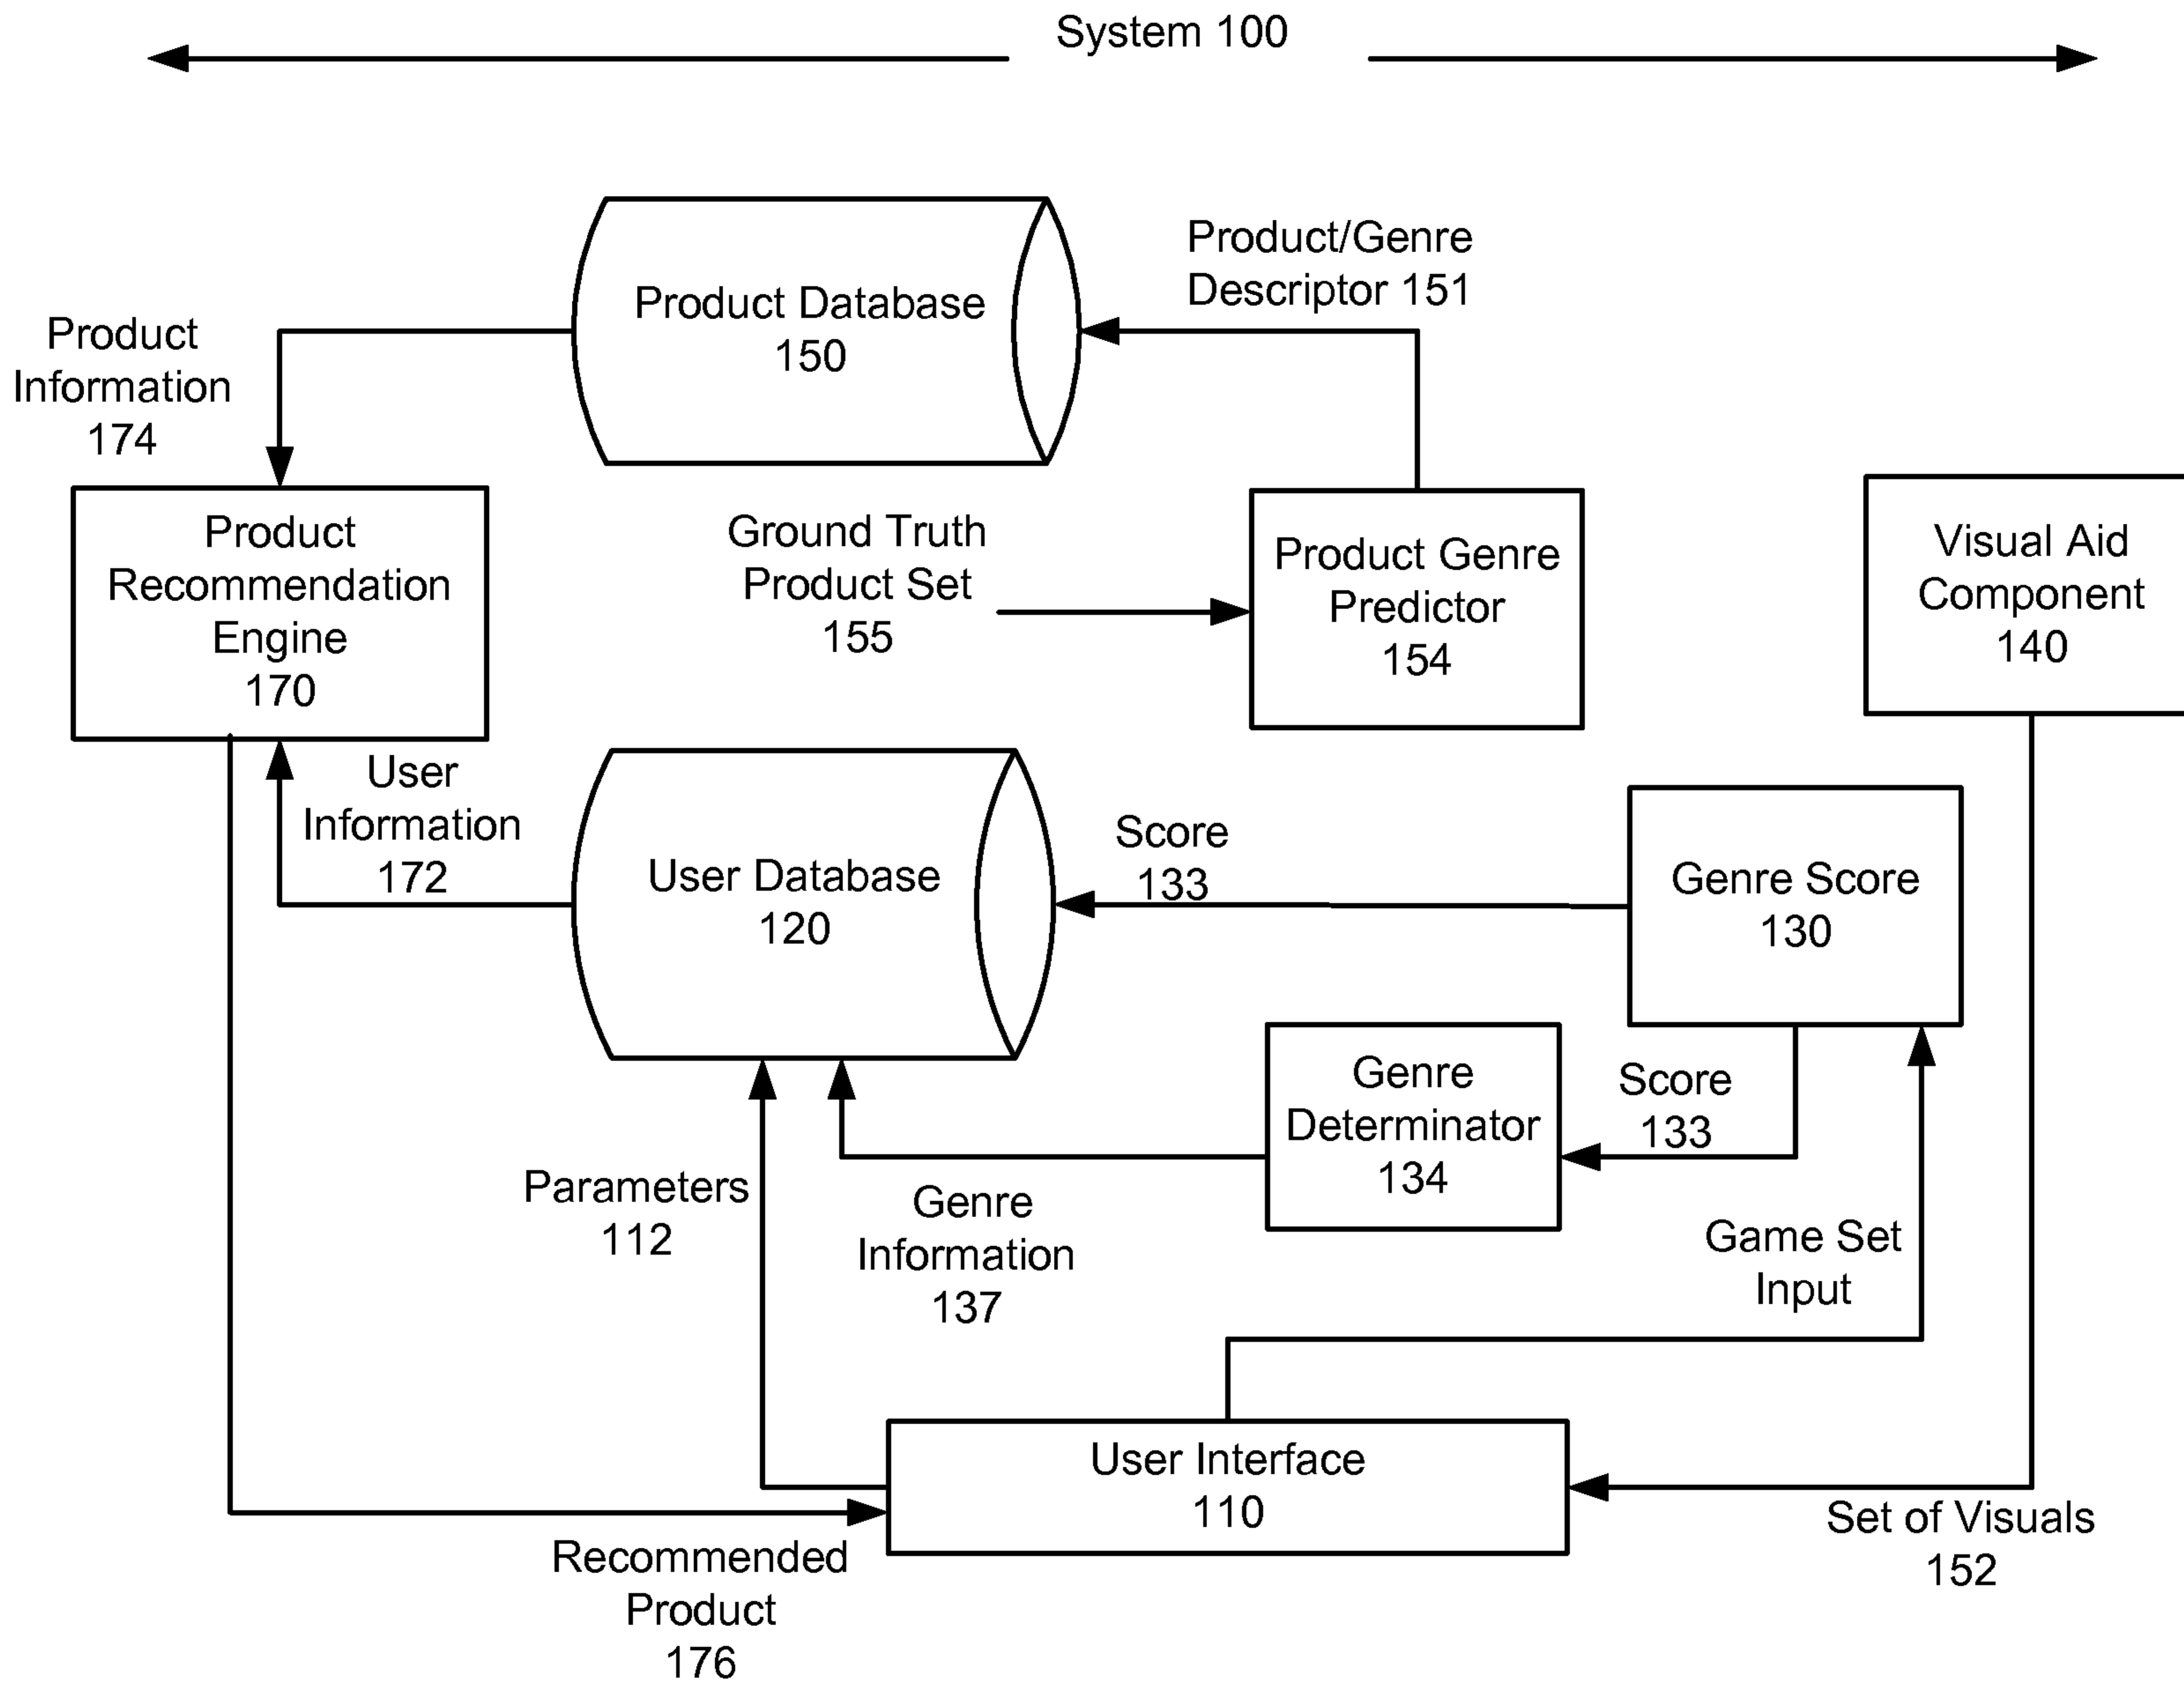 System 100
Product/Genre
Descriptor 151
Product Database
150
Product
Information
174
Product
Recommendation
Engine
170
Ground Truth
Product Set
155
Product Genre
Predictor
154
Visual Aid
Component
140
User
Information
172
User Database
120
Score
133
Genre Score
130
Genre
Determinator
134
Score
133
Parameters
112
Genre
Information
137
Game Set
Input
User Interface
110
Set of Visuals
152
Recommended
Product
176